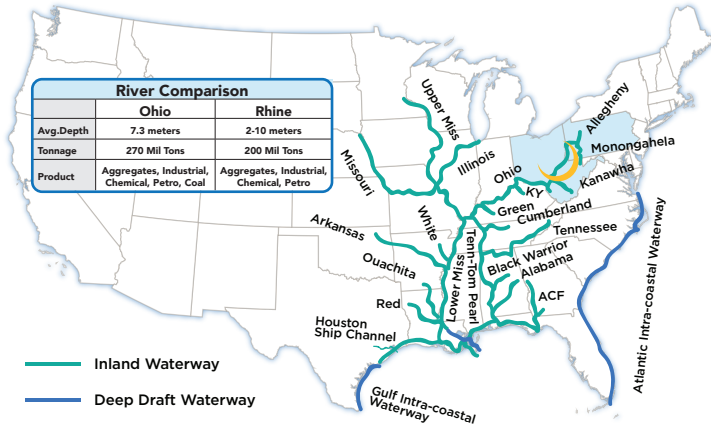 River Comparison
Ohio Rhine
Avg.Depth 7.3 meters 2-10 meters
Tonnage 270 Mil Tons 200 Mil Tons
Product Aggregates, Industrial, Chemical, Petro, Coal Aggregates, Industrial, Chemical, Petro
Upper Miss
Missouri
Illinois
Ohio
Allegheny
Monongahela
Kanawha
KY
Green
Cumberland
Tennessee
White
Arkansas
Ouachita
Red
Houston
Ship Channel
Lower Miss
Tenn-Tom Pearl
Black Warrior
Alabama
ACF
Atlantic Intra-coastal Waterway
Gulf Intra-coastal
Waterway
Inland Waterway
Deep Draft Waterway